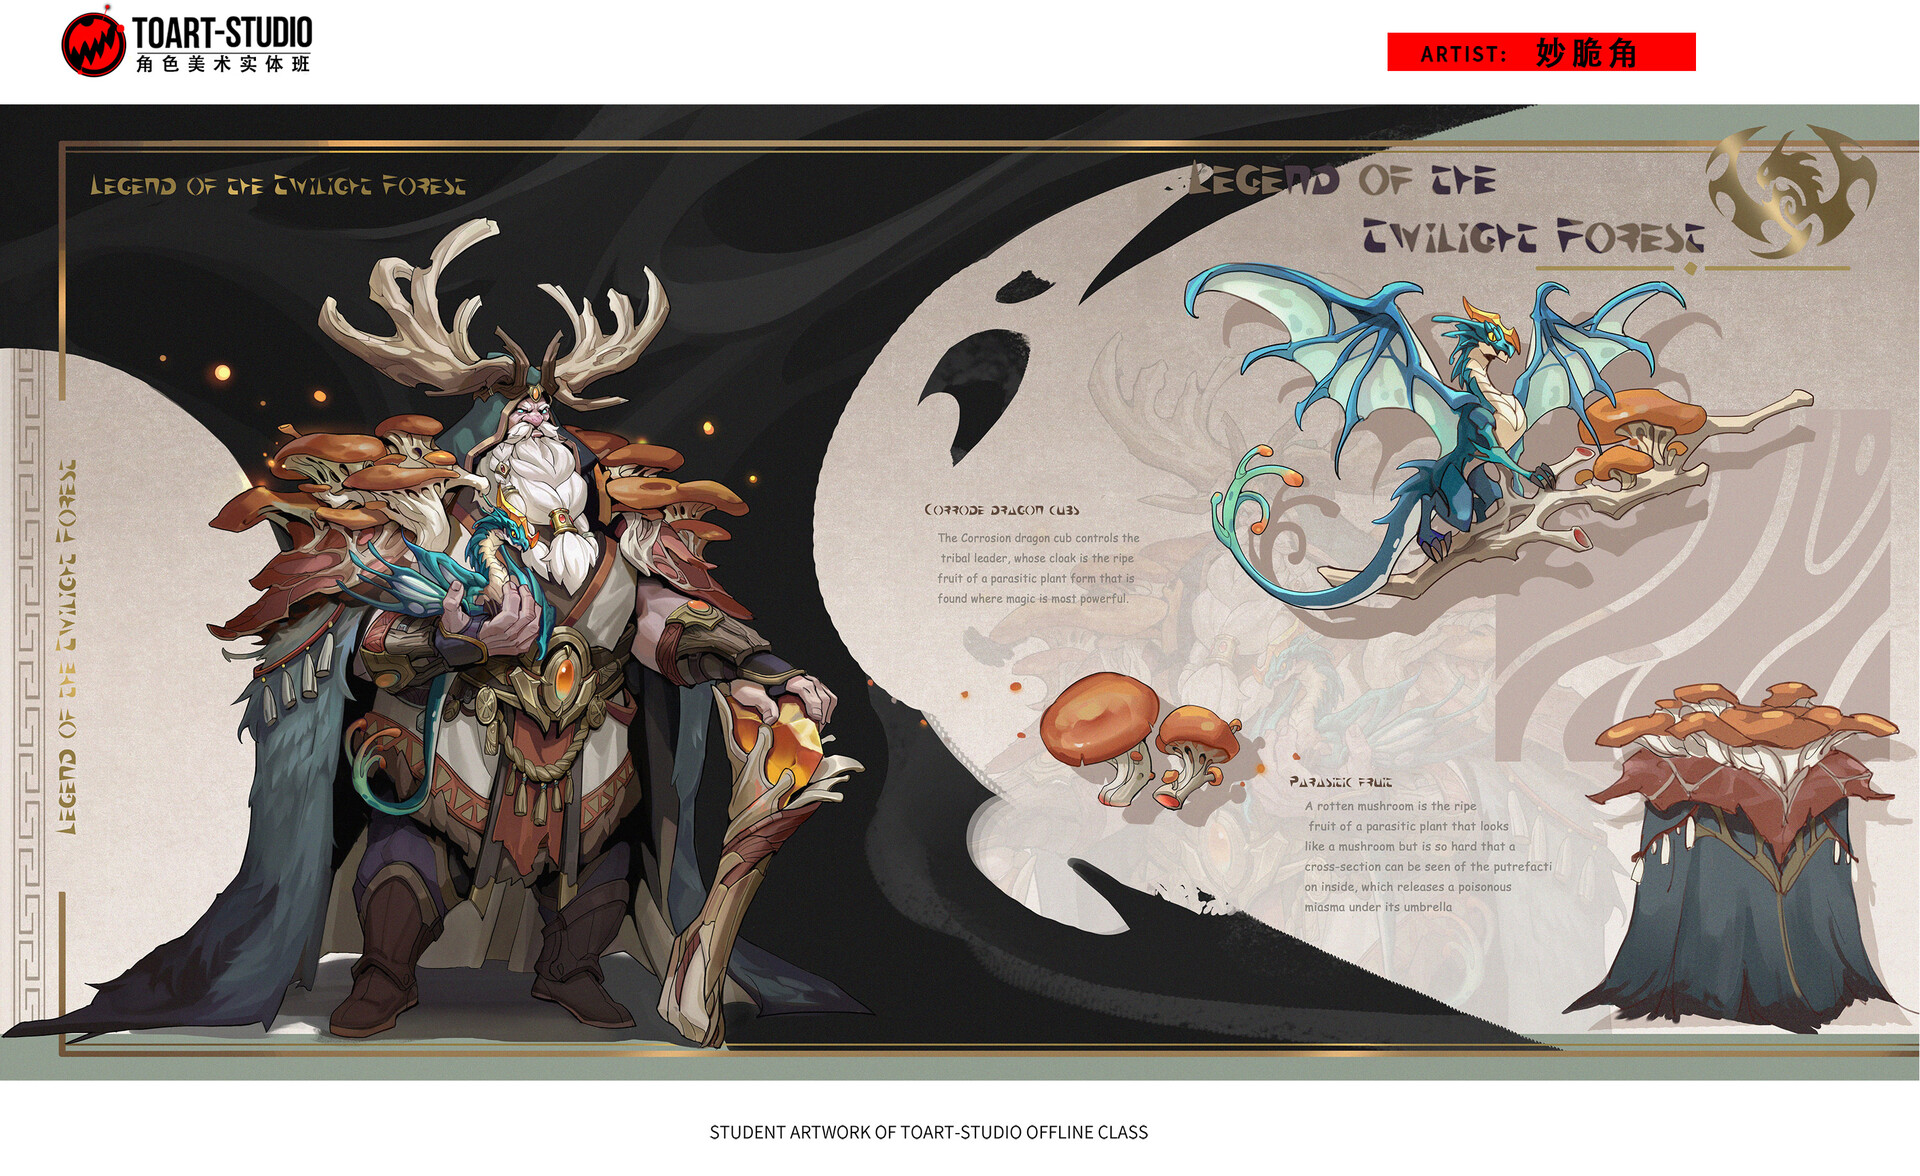 TOART-STUDIO
角色美术实体班
ARTIST: 妙脆角
LEGEND OF THE TWILIGHT FOREST
LEGEND OF THE
TWILIGHT FOREST
LEGEND OF THE TWILIGHT FOREST
CORRODE DRAGON CUBS
The Corrosion dragon cub controls the
tribal leader, whose cloak is the ripe
fruit of a parasitic plant form that is
found where magic is most powerful.
PARASITIC FRUIT
A rotten mushroom is the ripe
fruit of a parasitic plant that looks
like a mushroom but is so hard that a
cross-section can be seen of the putrefacti
on inside, which releases a poisonous
miasma under its umbrella
STUDENT ARTWORK OF TOART-STUDIO OFFLINE CLASS